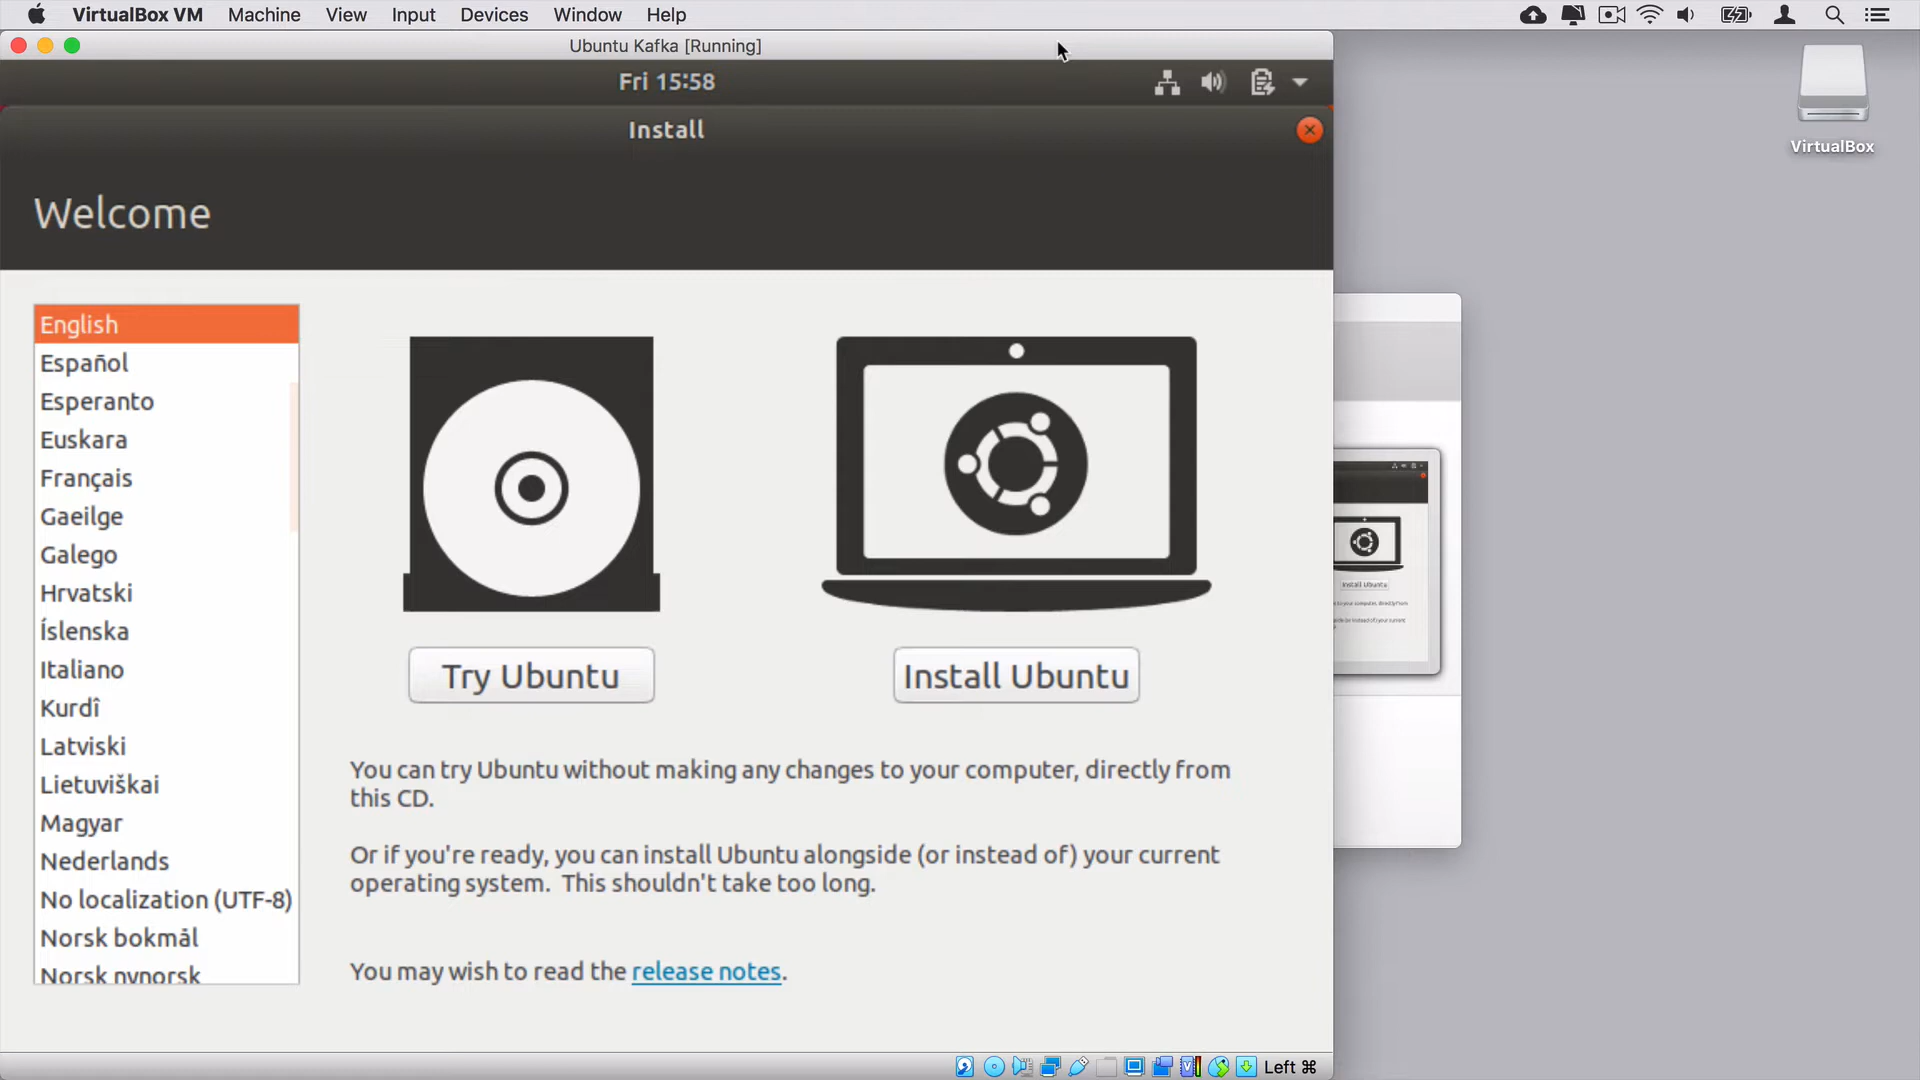 VirtualBox VM Machine View Input Devices Window Help
Ubuntu Kafka [Running]
Fri 15:58
Install
Welcome
VirtualBox
English
Español
Esperanto
Euskara
Français
Gaeilge
Galego
Hrvatski
Íslenska
Italiano
Kurdî
Latviski
Lietuviškai
Magyar
Nederlands
No localization (UTF-8)
Norsk bokmål
Norsk nynorsk
Try Ubuntu
Install Ubuntu
You can try Ubuntu without making any changes to your computer, directly from
this CD.
Or if you're ready, you can install Ubuntu alongside (or instead of) your current
operating system. This shouldn't take too long.
You may wish to read the release notes.
Install Ubuntu
Left ⌘